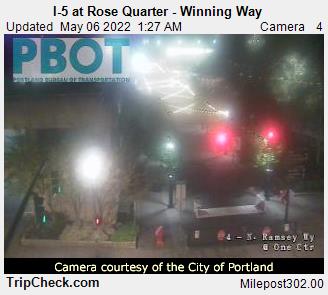 I-5 at Rose Quarter - Winning Way
Updated May 06 2022 1:27 AM Camera 4
PBOT
PORTLAND BUREAU OF TRANSPORTATION
4 - N. Ramsey Wy
@ One Ctr
Camera courtesy of the City of Portland
TripCheck.com Milepost302.00